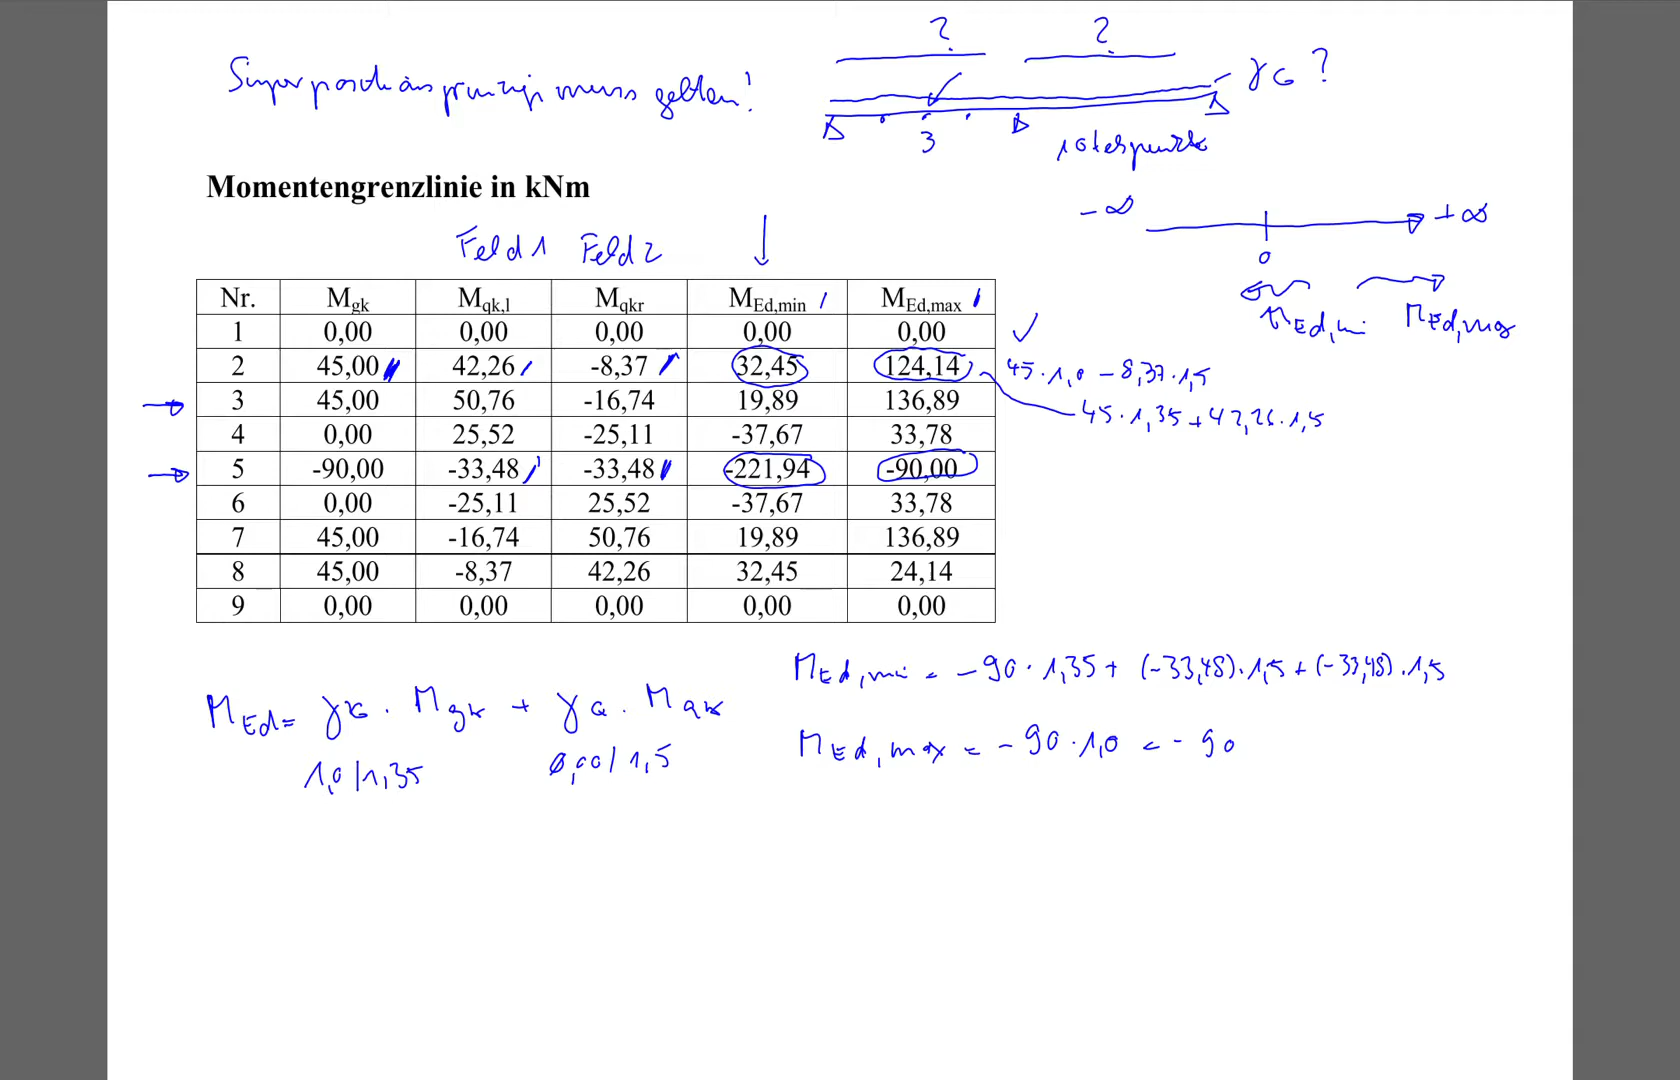 ? ?
Superpositionsprinzip muss gelten! γG ?
3
10telspunkte
Momentengrenzlinie in kNm
-∞ +∞
0
Feld 1 Feld 2
MEd,min MEd,max
Nr. Mgk Mqk,l Mqkr MEd,min MEd,max
1 0,00 0,00 0,00 0,00 0,00 ✓
2 45,00 42,26 -8,37 32,45 124,14 45·1,0 - 8,37·1,5
45·1,35 + 42,26·1,5
3 45,00 50,76 -16,74 19,89 136,89
4 0,00 25,52 -25,11 -37,67 33,78
5 -90,00 -33,48 -33,48 -221,94 -90,00
6 0,00 -25,11 25,52 -37,67 33,78
7 45,00 -16,74 50,76 19,89 136,89
8 45,00 -8,37 42,26 32,45 24,14
9 0,00 0,00 0,00 0,00 0,00
MEd,min = -90·1,35 + (-33,48)·1,5 + (-33,48)·1,5
MEd = γG · Mgk + γQ · Mqk
MEd,max = -90·1,0 = -90
1,0/1,35 0,00/1,5